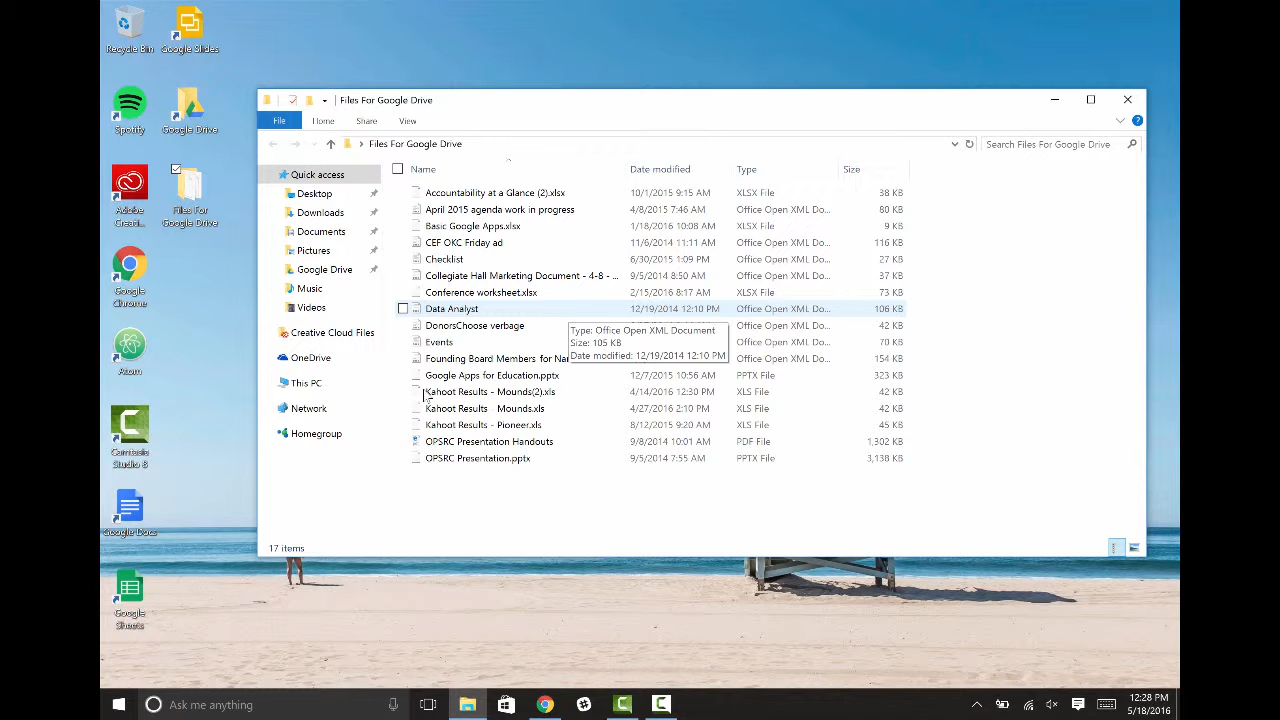 Recycle Bin
Google Slides
Spotify
Google Drive
Adobe
Creati...
Files For
Google Drive
Google
Chrome
Atom
Camtasia
Studio 8
Google Docs
Google
Sheets
Files For Google Drive
File Home Share View
Files For Google Drive
Search Files For Google Drive
Quick access
Desktop
Downloads
Documents
Pictures
Google Drive
Music
Videos
Creative Cloud Files
OneDrive
This PC
Network
Homegroup
Name Date modified Type Size
Accountability at a Glance (2).xlsx 10/1/2015 9:15 AM XLSX File 38 KB
April 2015 agenda work in progress 4/8/2015 7:46 AM Office Open XML Do... 80 KB
Basic Google Apps.xlsx 1/18/2016 10:08 AM XLSX File 9 KB
CEF OKC Friday ad 11/6/2014 11:11 AM Office Open XML Do... 116 KB
Checklist 6/30/2015 1:09 PM Office Open XML Do... 27 KB
Collegiate Hall Marketing Document - 4-8 - ... 9/5/2014 8:50 AM Office Open XML Do... 37 KB
Conference worksheet.xlsx 2/15/2016 8:17 AM XLSX File 73 KB
Data Analyst 12/19/2014 12:10 PM Office Open XML Do... 106 KB
DonorsChoose verbage Office Open XML Do... 42 KB
Events Office Open XML Do... 70 KB
Founding Board Members for Office Open XML Do... 154 KB
Type: Office Open XML Document
Size: 105 KB
Date modified: 12/19/2014 12:10 PM
Google Apps for Education.pptx 12/7/2015 10:56 AM PPTX File 323 KB
Kahoot Results - Mounds(2).xls 4/14/2016 12:30 PM XLS File 42 KB
Kahoot Results - Mounds.xls 4/27/2016 2:10 PM XLS File 42 KB
Kahoot Results - Pioneer.xls 8/12/2015 9:20 AM XLS File 45 KB
OPSRC Presentation Handouts 9/8/2014 10:01 AM PDF File 1,302 KB
OPSRC Presentation.pptx 9/5/2014 7:55 AM PPTX File 3,138 KB
17 items
Ask me anything
12:28 PM
5/18/2016